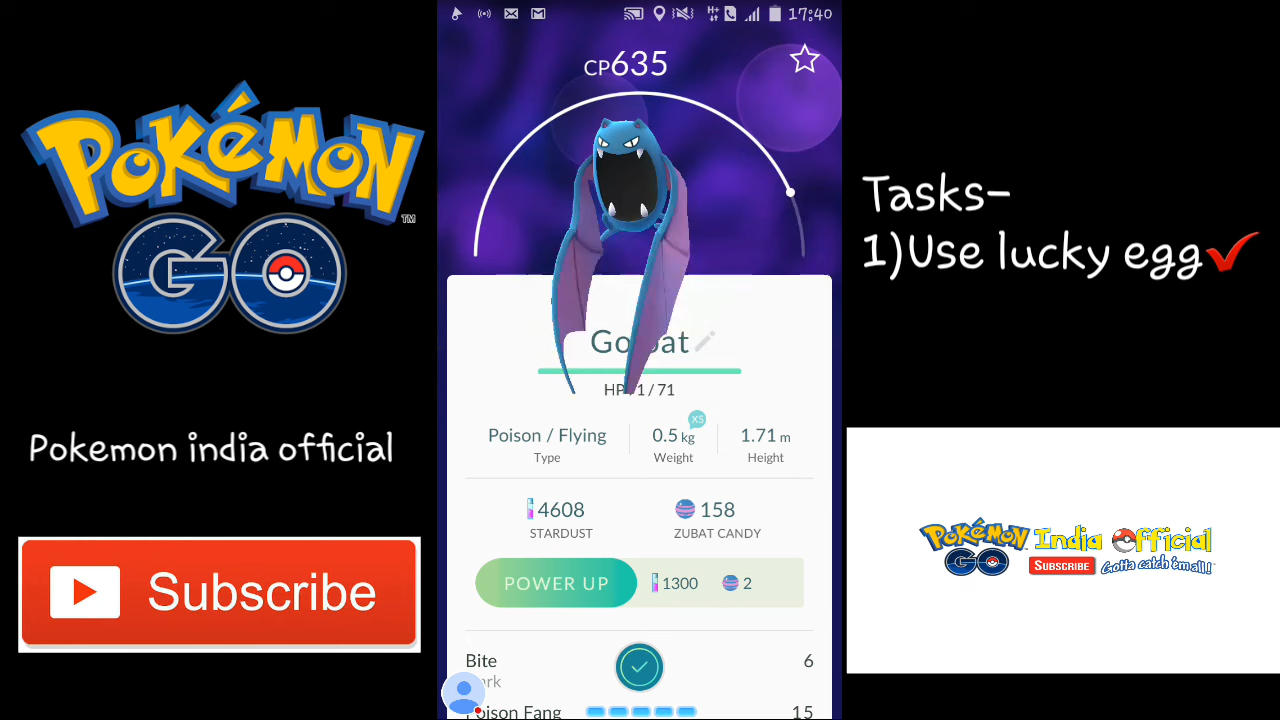 17:40
CP635
POKéMON
TM
GO
Tasks-
1)Use lucky egg
Golbat
HP 71 / 71
XS
Poison / Flying
0.5 kg
1.71 m
Type
Weight
Height
Pokemon india official
4608
158
STARDUST
ZUBAT CANDY
POKéMON
GO
India Official
SUBSCRIBE
Gotta catch 'em all!
POWER UP
1300
2
Subscribe
Bite
6
Dark
Poison Fang
15